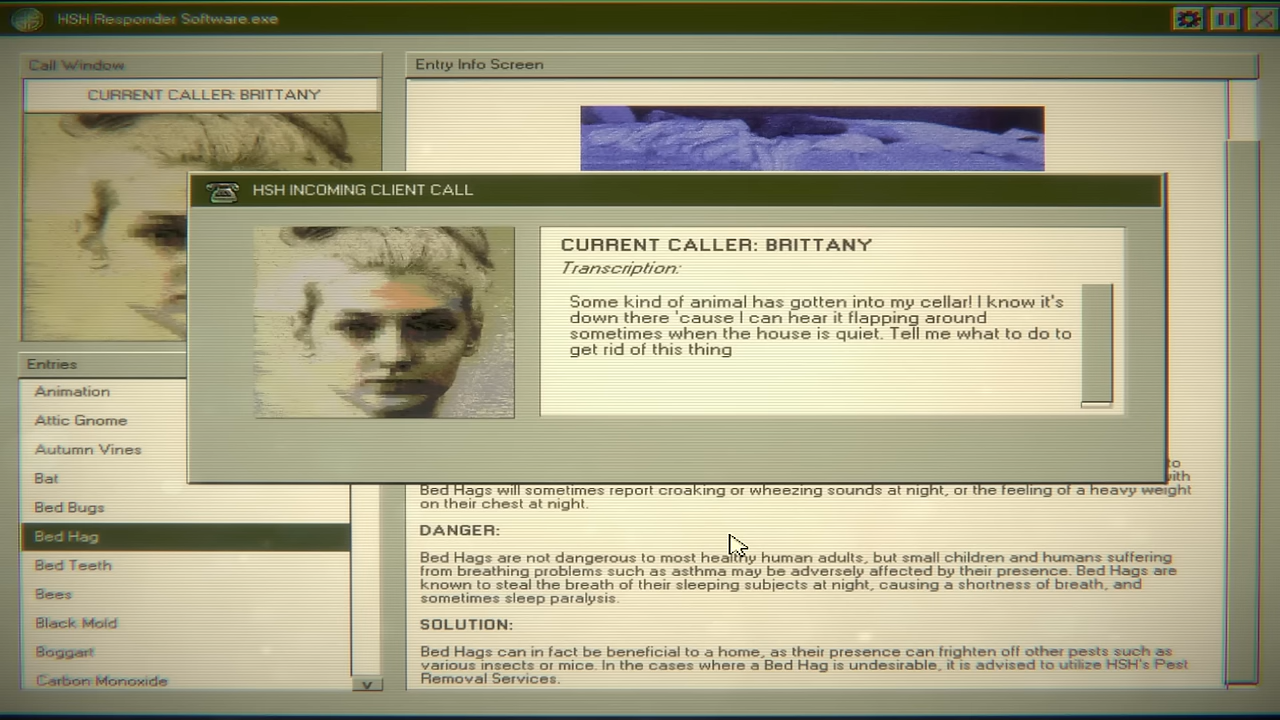 HSH Responder Software.exe
Call Window
CURRENT CALLER: BRITTANY
Entry Info Screen
HSH INCOMING CLIENT CALL
CURRENT CALLER: BRITTANY
Transcription:
Some kind of animal has gotten into my cellar! I know it's
down there 'cause I can hear it flapping around
sometimes when the house is quiet. Tell me what to do to
get rid of this thing
Entries
Animation
Attic Gnome
Autumn Vines
Bat
Bed Bugs
Bed Hag
Bed Teeth
Bees
Black Mold
Boggart
Carbon Monoxide
to
with
Bed Hags will sometimes report croaking or wheezing sounds at night, or the feeling of a heavy weight
on their chest at night.
DANGER:
Bed Hags are not dangerous to most healthy human adults, but small children and humans suffering
from breathing problems such as asthma may be adversely affected by their presence. Bed Hags are
known to steal the breath of their sleeping subjects at night, causing a shortness of breath, and
sometimes sleep paralysis.
SOLUTION:
Bed Hags can in fact be beneficial to a home, as their presence can frighten off other pests such as
various insects or mice. In the cases where a Bed Hag is undesirable, it is advised to utilize HSH's Pest
Removal Services.